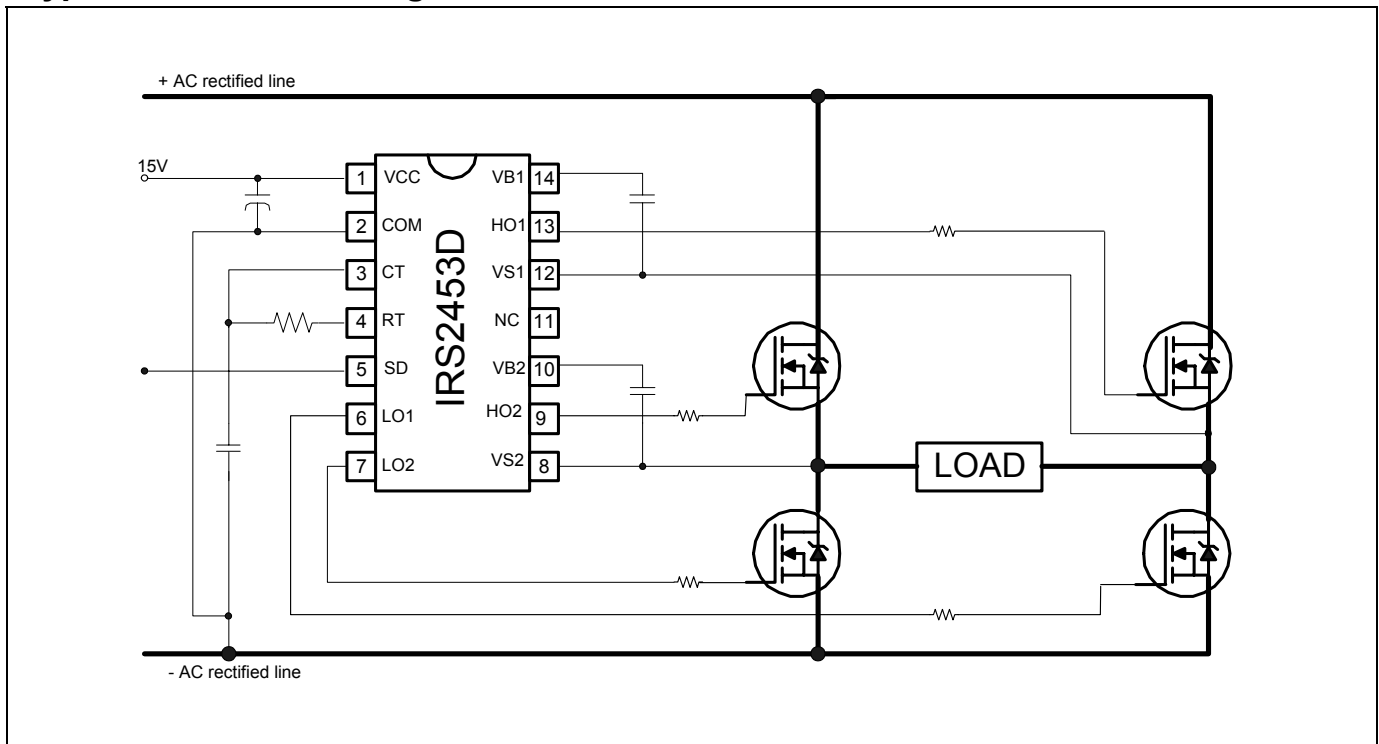 + AC rectified line
15V
1 VCC VB1 14
2 COM HO1 13
3 CT VS1 12
4 RT NC 11
5 SD VB2 10
6 LO1 HO2 9
7 LO2 VS2 8
IRS2453D
LOAD
- AC rectified line